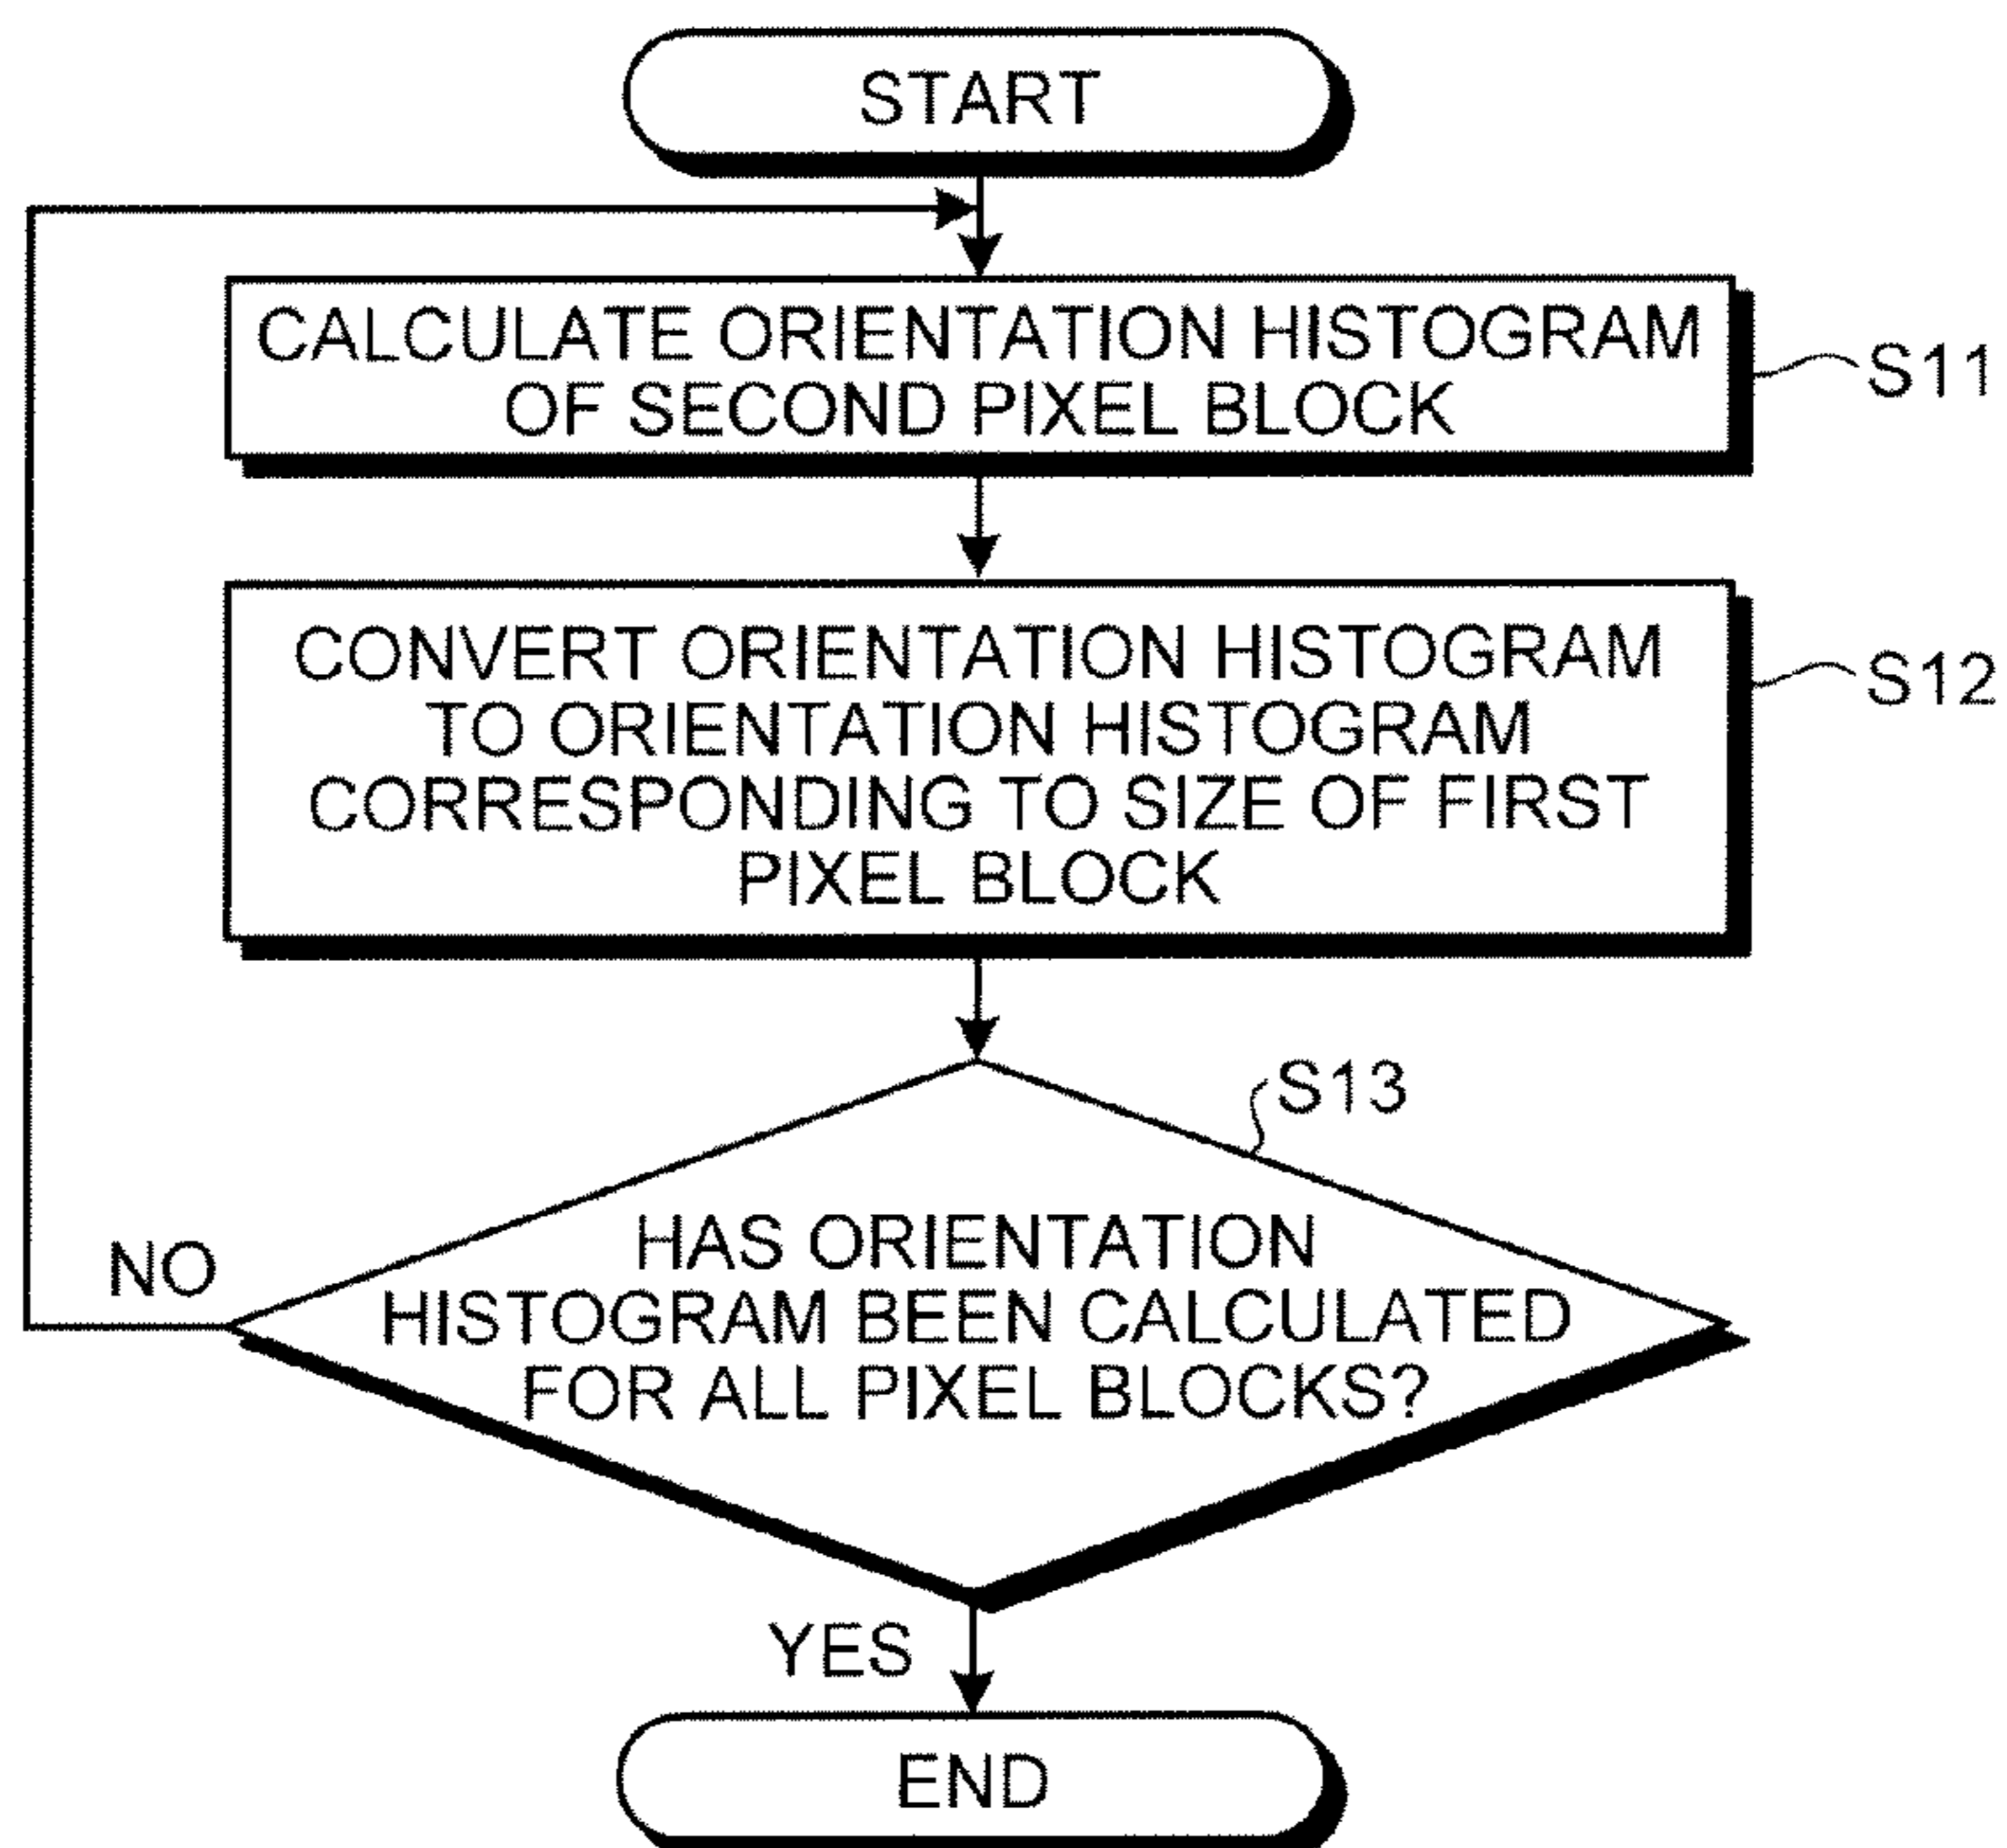 START
CALCULATE ORIENTATION HISTOGRAM
OF SECOND PIXEL BLOCK
S11
CONVERT ORIENTATION HISTOGRAM
TO ORIENTATION HISTOGRAM
CORRESPONDING TO SIZE OF FIRST
PIXEL BLOCK
S12
S13
HAS ORIENTATION
HISTOGRAM BEEN CALCULATED
FOR ALL PIXEL BLOCKS?
NO
YES
END